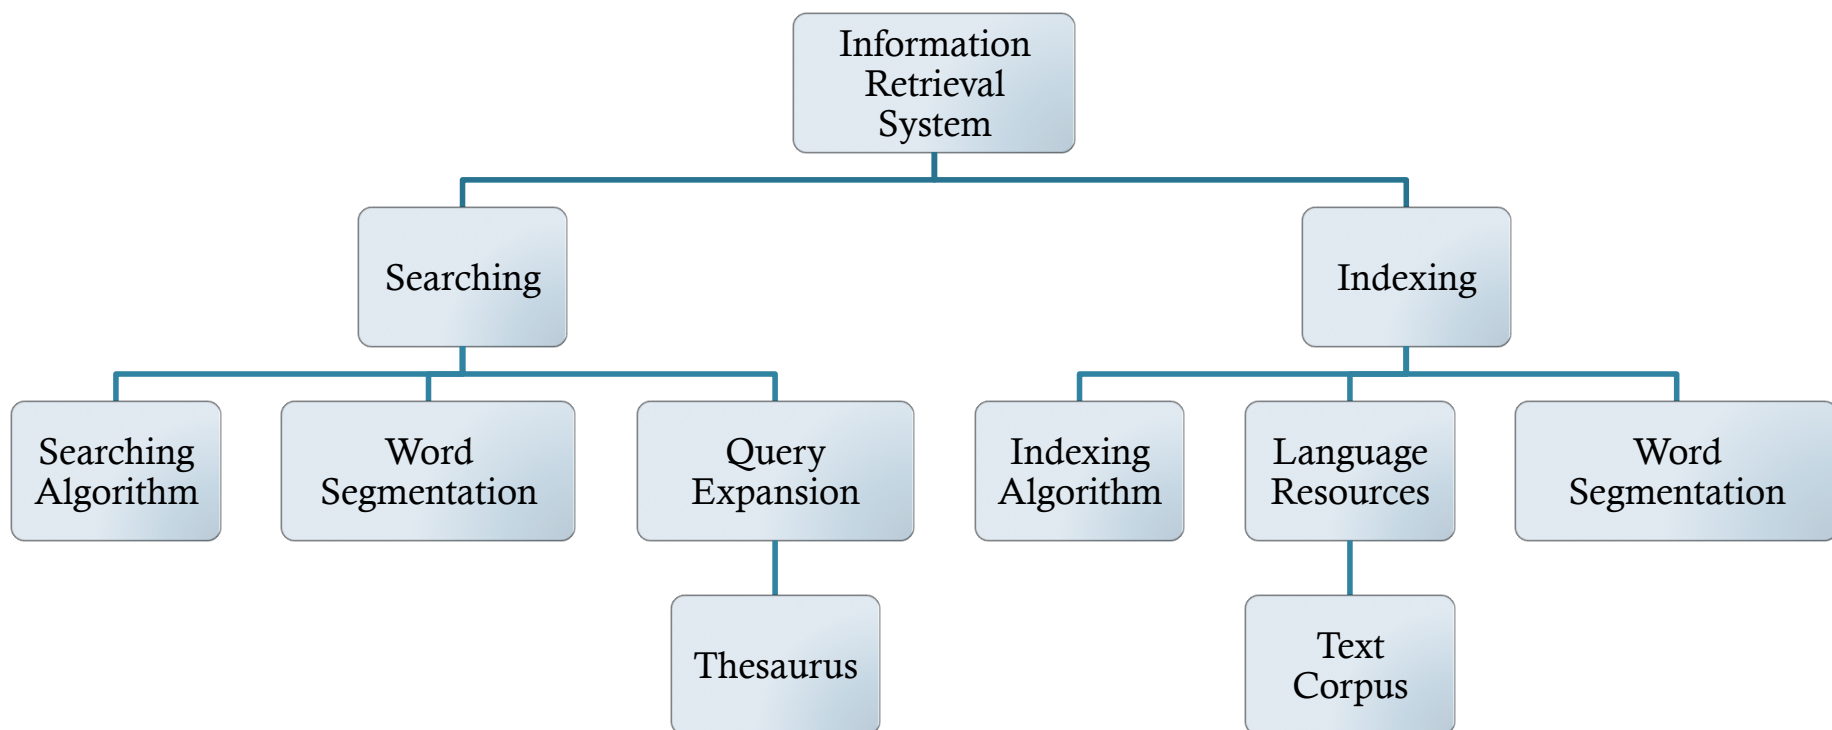 Information
Retrieval
System
Searching
Indexing
Searching
Algorithm
Word
Segmentation
Query
Expansion
Indexing
Algorithm
Language
Resources
Word
Segmentation
Thesaurus
Text
Corpus